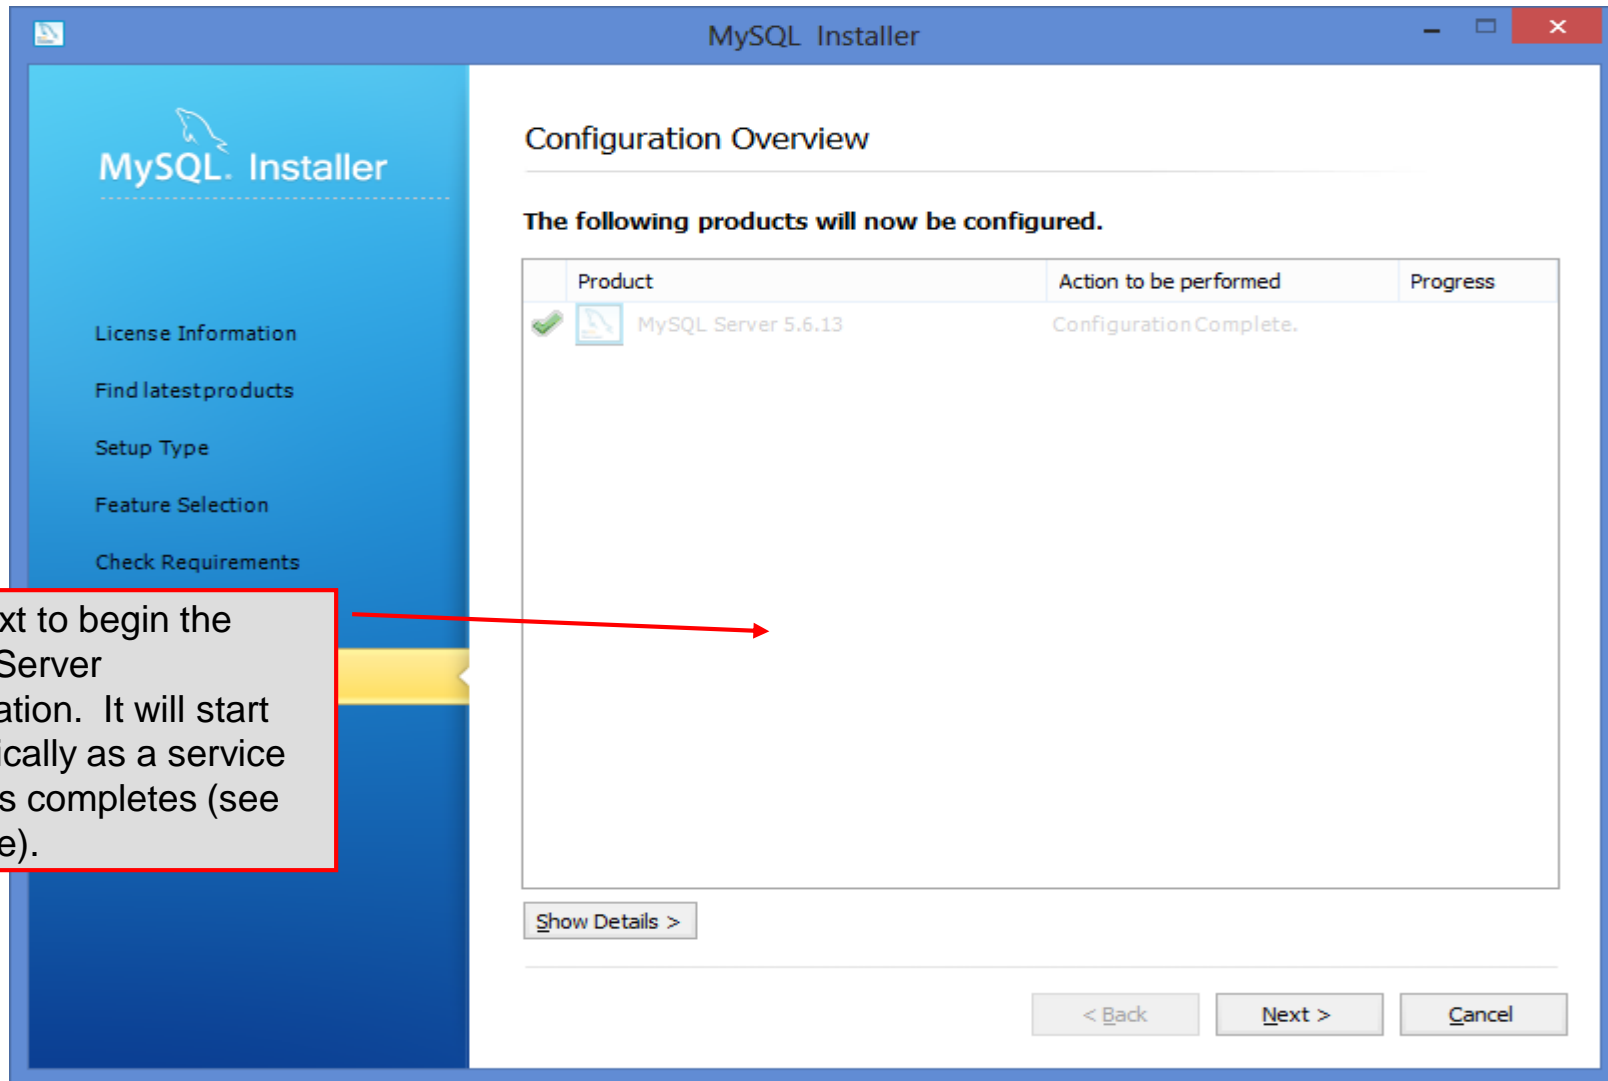 MySQL Installer
MySQL. Installer
License Information
Find latest products
Setup Type
Feature Selection
Check Requirements
xt to begin the
Server
ation. It will start
ically as a service
s completes (see
e).
Configuration Overview
The following products will now be configured.
Product Action to be performed Progress
MySQL Server 5.6.13 Configuration Complete.
Show Details >
< Back Next > Cancel